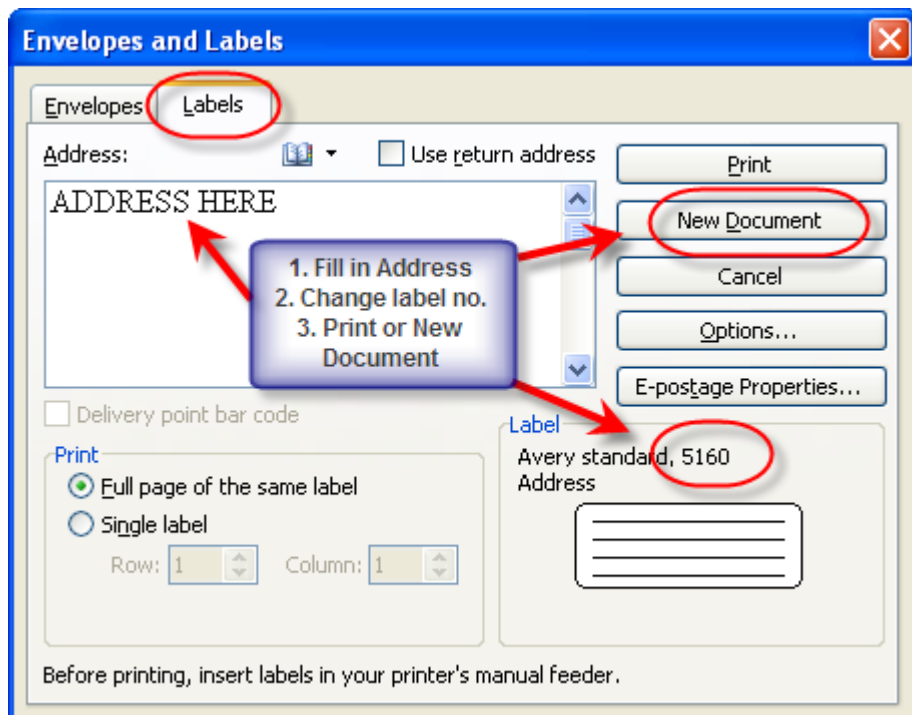 Envelopes and Labels
Envelopes
Labels
Address:
Use return address
Print
ADDRESS HERE
New Document
1. Fill in Address
2. Change label no.
3. Print or New
Document
Cancel
Options...
E-postage Properties...
Delivery point bar code
Label
Print
Avery standard, 5160
Address
Full page of the same label
Single label
Row: 1 Column: 1
Before printing, insert labels in your printer's manual feeder.